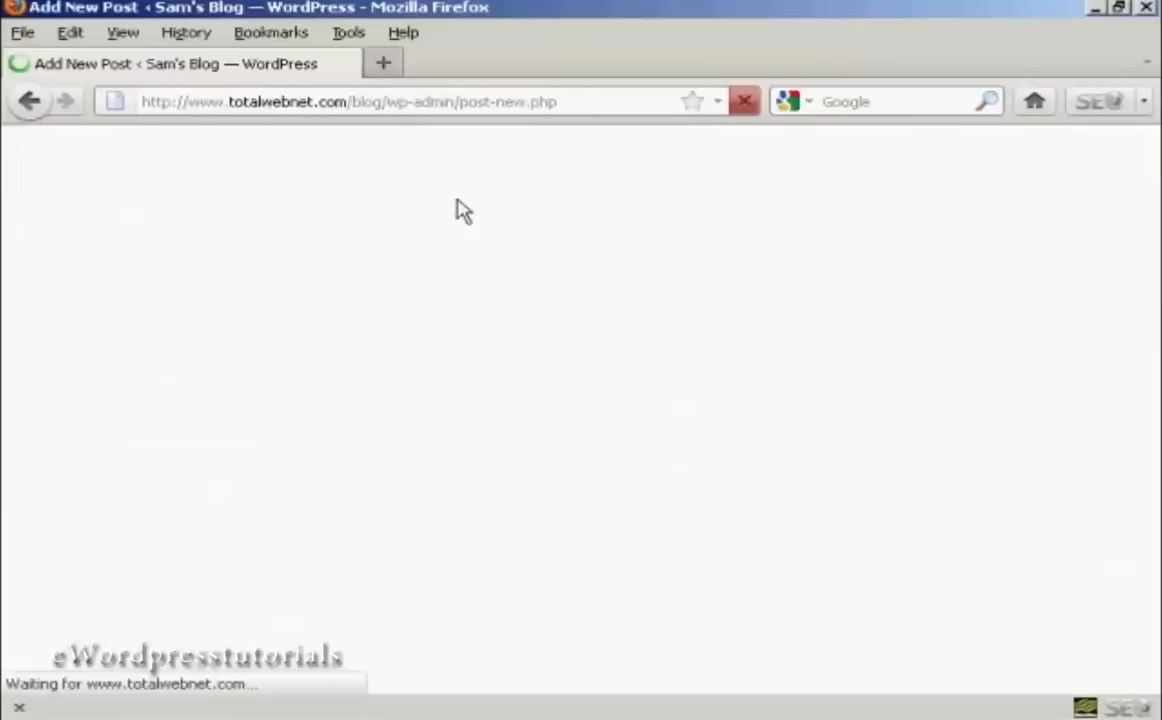 Add New Post ‹ Sam's Blog — WordPress - Mozilla Firefox
File Edit View History Bookmarks Tools Help
Add New Post ‹ Sam's Blog — WordPress
http://www.totalwebnet.com/blog/wp-admin/post-new.php Google
eWordpresstutorials
Waiting for www.totalwebnet.com...